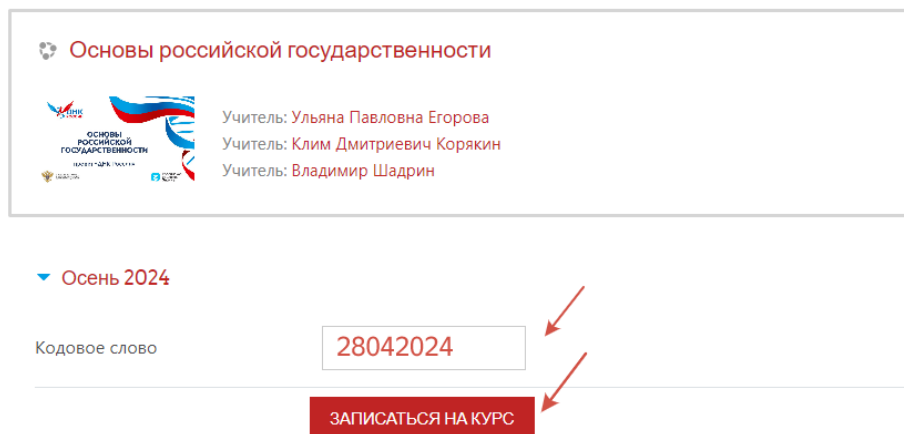 Основы российской государственности
ДНК
ОСНОВЫ
РОССИЙСКОЙ
ГОСУДАРСТВЕННОСТИ
Учитель: Ульяна Павловна Егорова
Учитель: Клим Дмитриевич Корякин
Учитель: Владимир Шадрин
Осень 2024
Кодовое слово
28042024
ЗАПИСАТЬСЯ НА КУРС